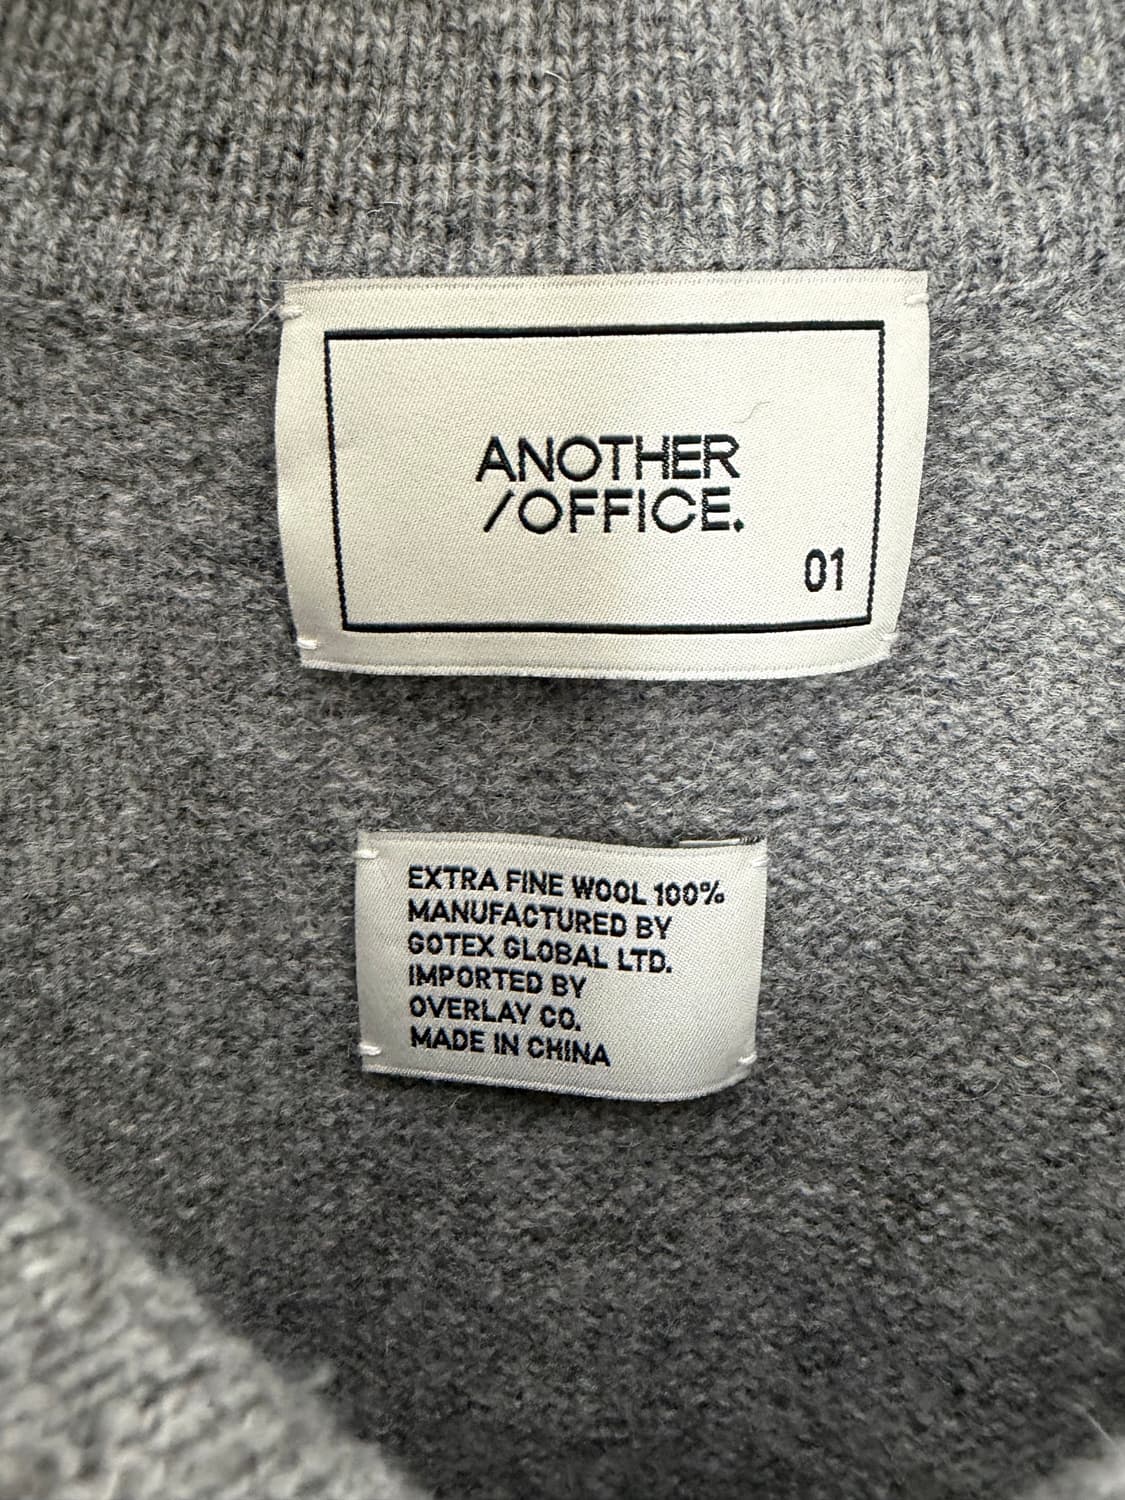 ANOTHER
/OFFICE.
01
EXTRA FINE WOOL 100%
MANUFACTURED BY
GOTEX GLOBAL LTD.
IMPORTED BY
OVERLAY CO.
MADE IN CHINA